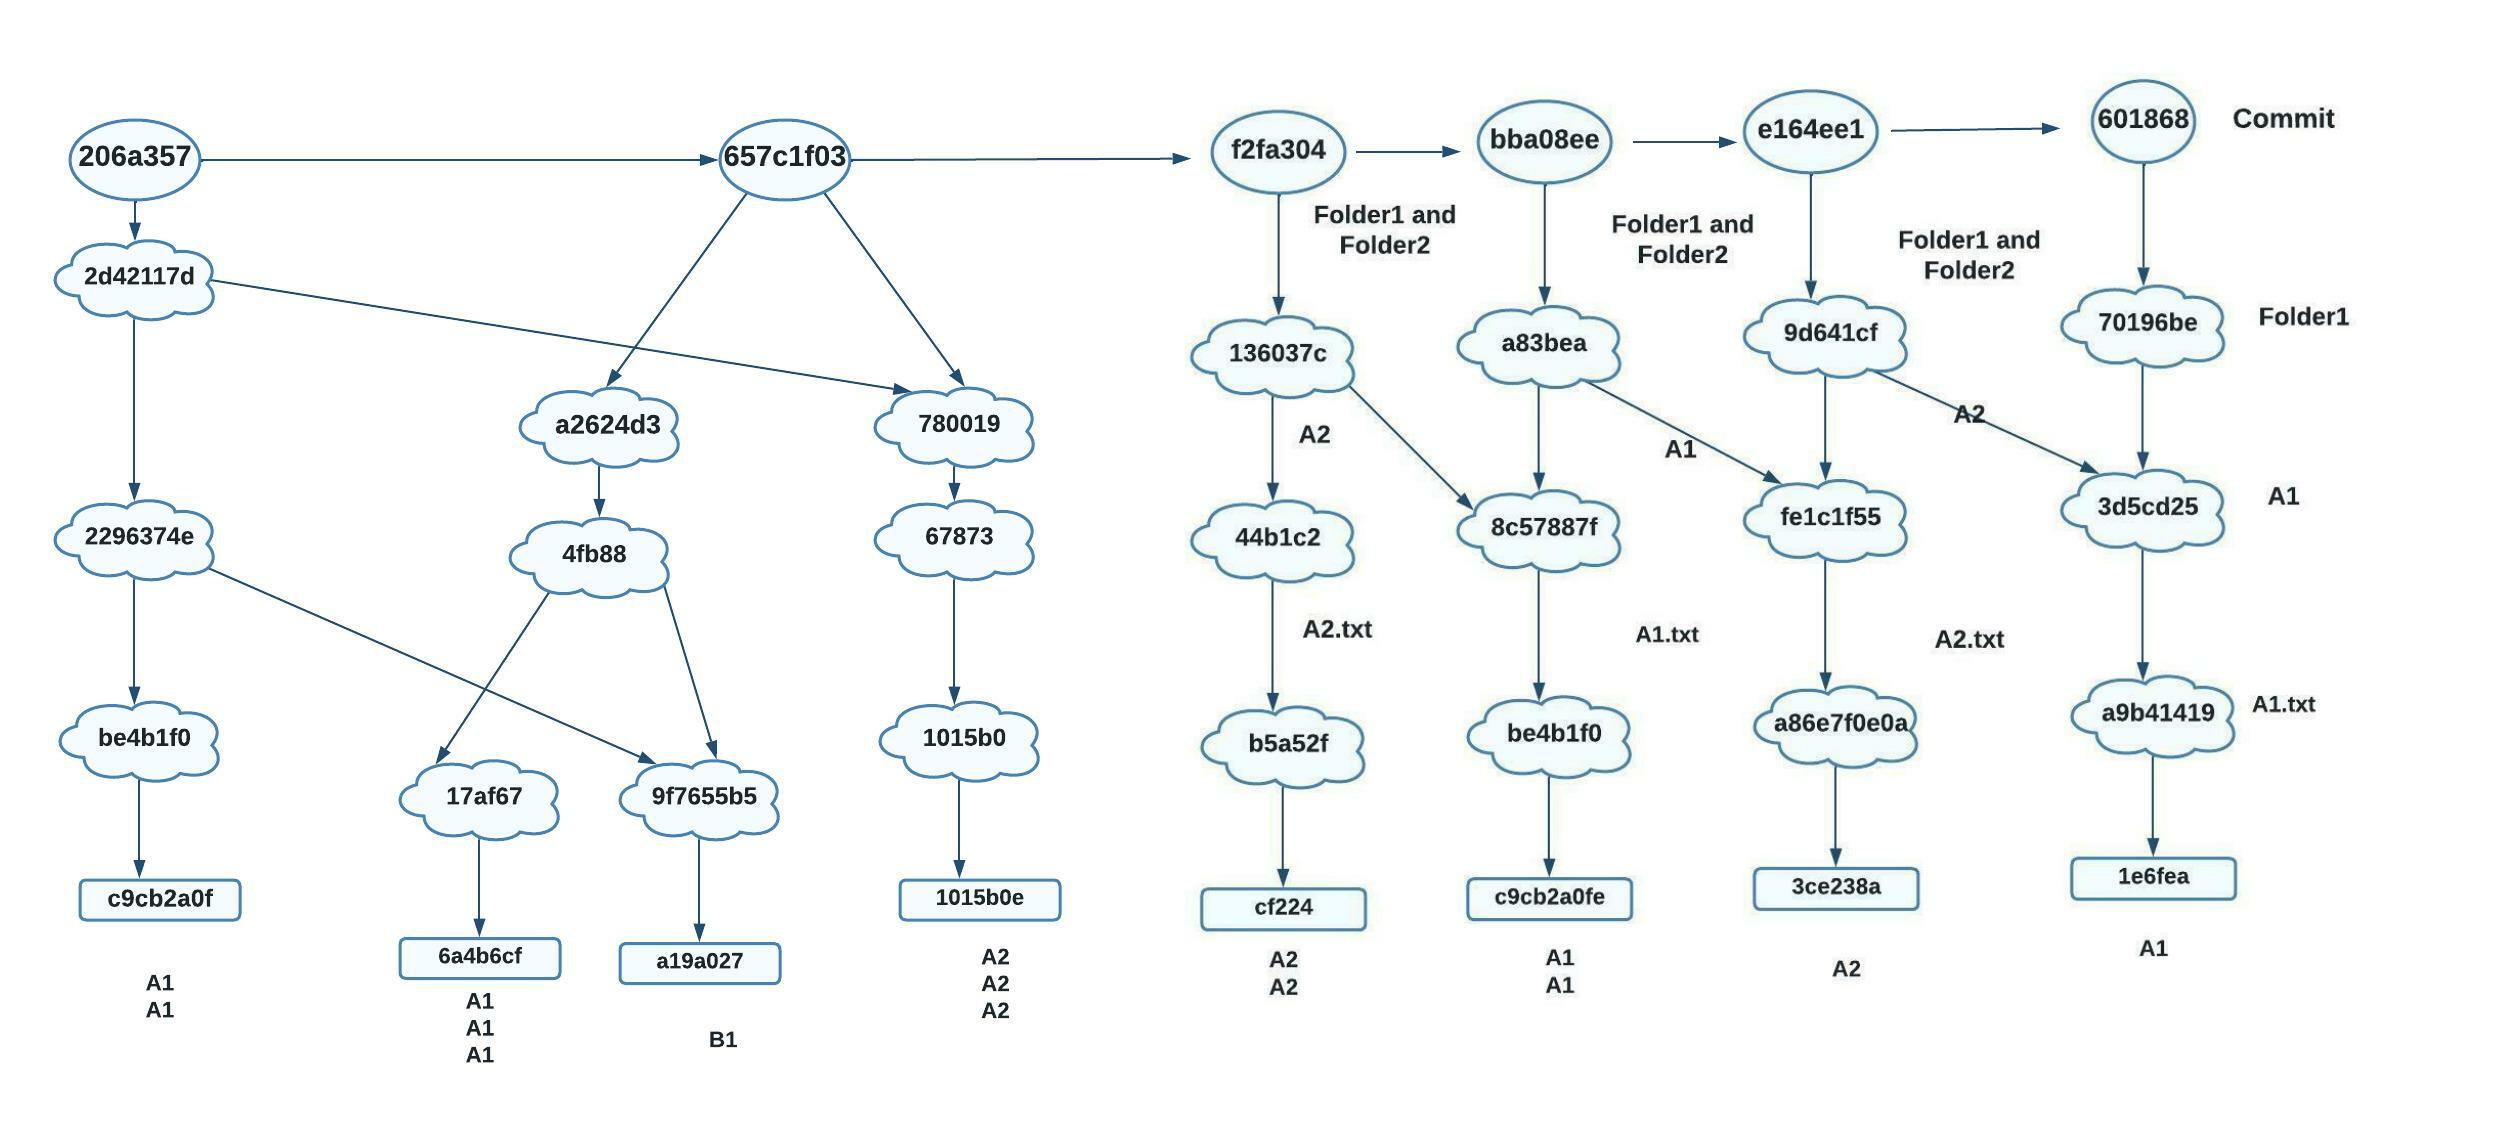 206a357
657c1f03
f2fa304
bba08ee
e164ee1
601868
Commit
Folder1 and
Folder2
Folder1 and
Folder2
Folder1 and
Folder2
2d42117d
136037c
a83bea
9d641cf
70196be
Folder1
a2624d3
780019
A2
A1
A2
2296374e
4fb88
67873
44b1c2
8c57887f
fe1c1f55
3d5cd25
A1
A2.txt
A1.txt
A2.txt
be4b1f0
17af67
9f7655b5
1015b0
b5a52f
be4b1f0
a86e7f0e0a
a9b41419
A1.txt
c9cb2a0f
6a4b6cf
a19a027
1015b0e
cf224
c9cb2a0fe
3ce238a
1e6fea
A1
A1
A1
A1
A1
B1
A2
A2
A2
A2
A2
A1
A1
A2
A1